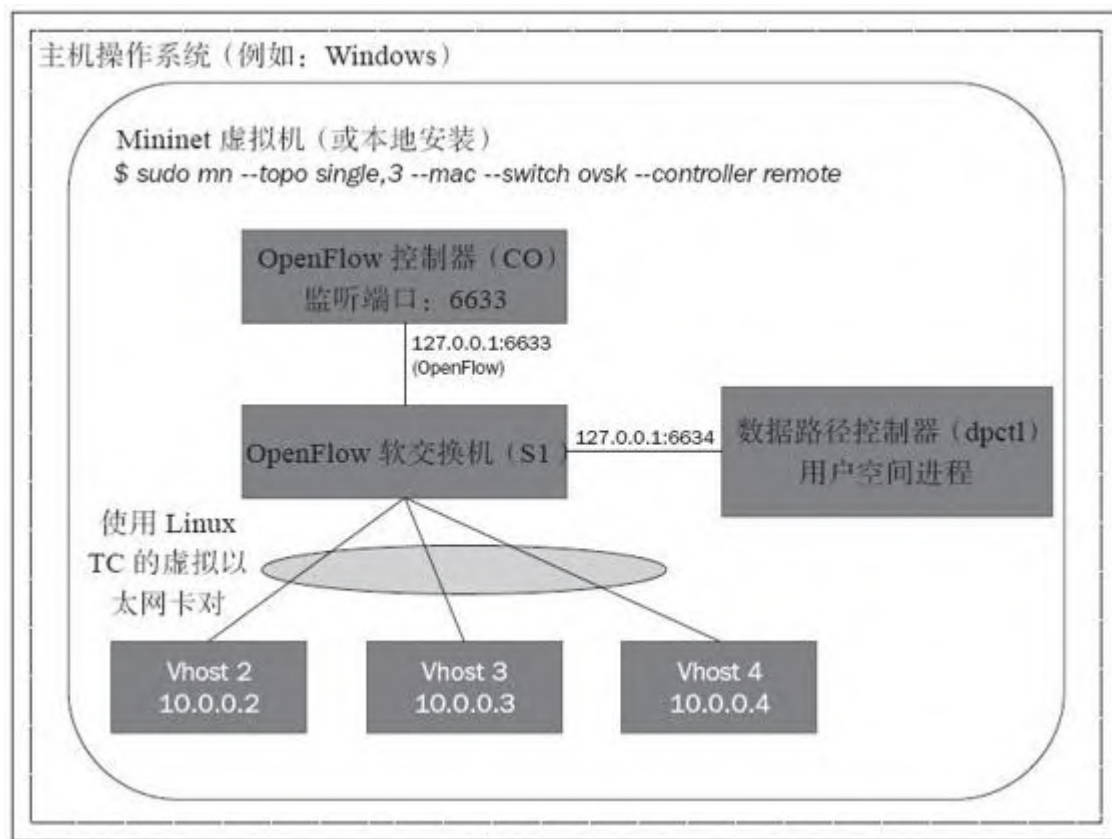 主机操作系统（例如：Windows）
Mininet 虚拟机（或本地安装）
$ sudo mn --topo single,3 --mac --switch ovsk --controller remote
OpenFlow 控制器（CO）
监听端口：6633
127.0.0.1:6633
(OpenFlow)
OpenFlow 软交换机（S1）
127.0.0.1:6634
数据路径控制器（dpctl）
用户空间进程
使用 Linux
TC 的虚拟以
太网卡对
Vhost 2
10.0.0.2
Vhost 3
10.0.0.3
Vhost 4
10.0.0.4